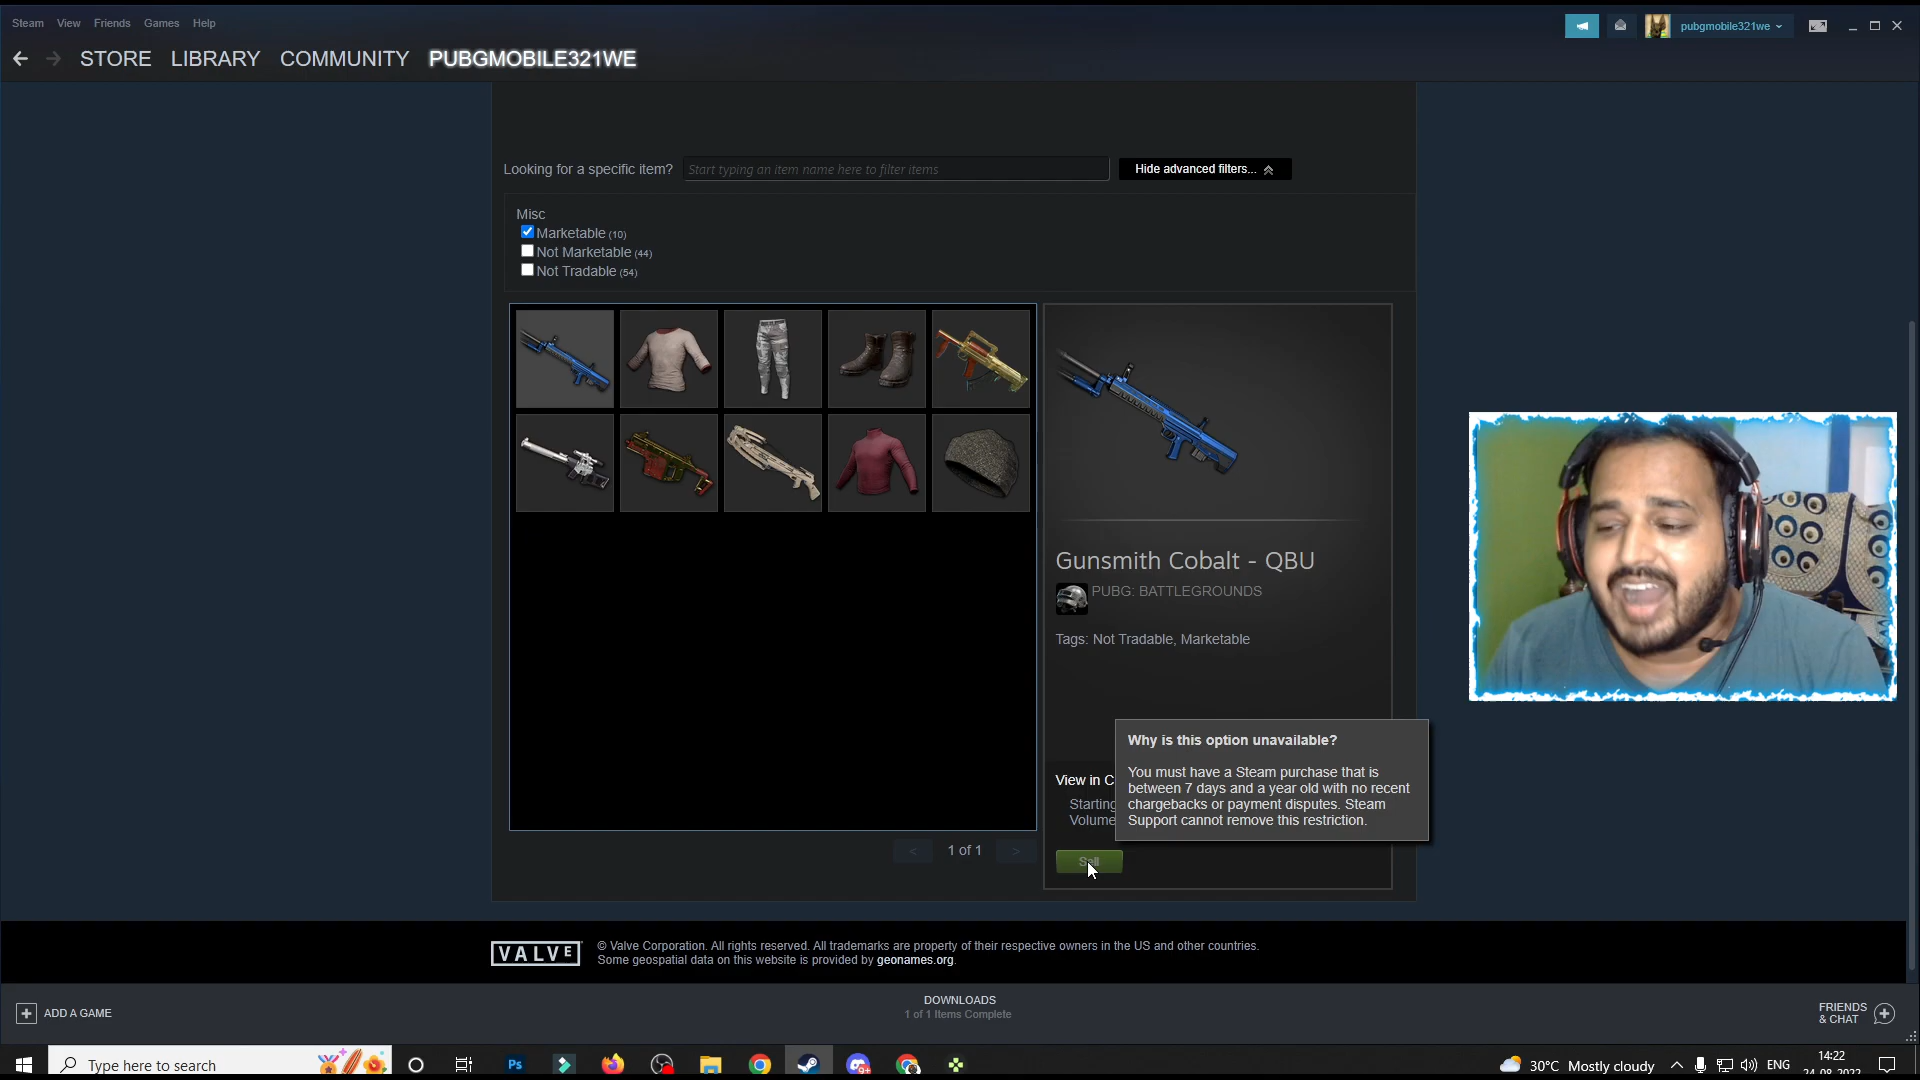 Steam View Friends Games Help
pubgmobile321we
STORE LIBRARY COMMUNITY PUBGMOBILE321WE
Looking for a specific item? Start typing an item name here to filter items Hide advanced filters...
Misc
Marketable (10)
Not Marketable (44)
Not Tradable (54)
Gunsmith Cobalt - QBU
PUBG: BATTLEGROUNDS
Tags: Not Tradable, Marketable
Why is this option unavailable?
You must have a Steam purchase that is
between 7 days and a year old with no recent
chargebacks or payment disputes. Steam
Support cannot remove this restriction.
View in C
Starting
Volume
< 1 of 1 >
Sell
VALVE
© Valve Corporation. All rights reserved. All trademarks are property of their respective owners in the US and other countries.
Some geospatial data on this website is provided by geonames.org.
ADD A GAME
DOWNLOADS
1 of 1 Items Complete
FRIENDS
& CHAT
Type here to search
Ps
9+
30°C Mostly cloudy
ENG
14:22
24-08-2022